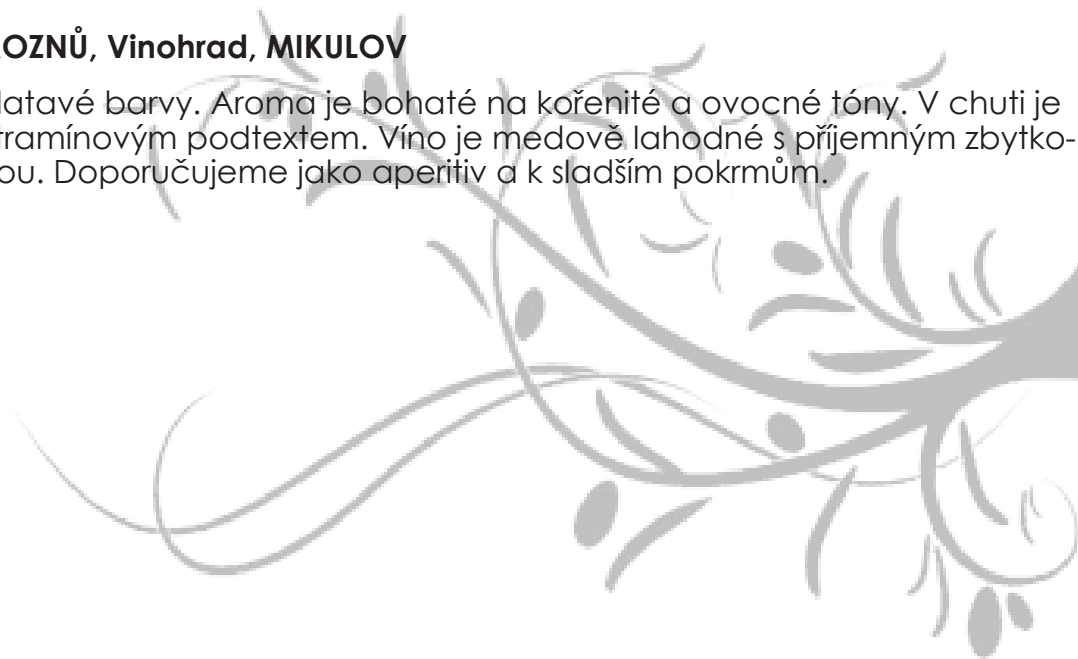 OZNŮ, Vinohrad, MIKULOV
latavé barvy. Aroma je bohaté na kořenité a ovocné tóny. V chuti je
tramínovým podtextem. Víno je medově lahodné s příjemným zbytko-
ou. Doporučujeme jako aperitiv a k sladším pokrmům.